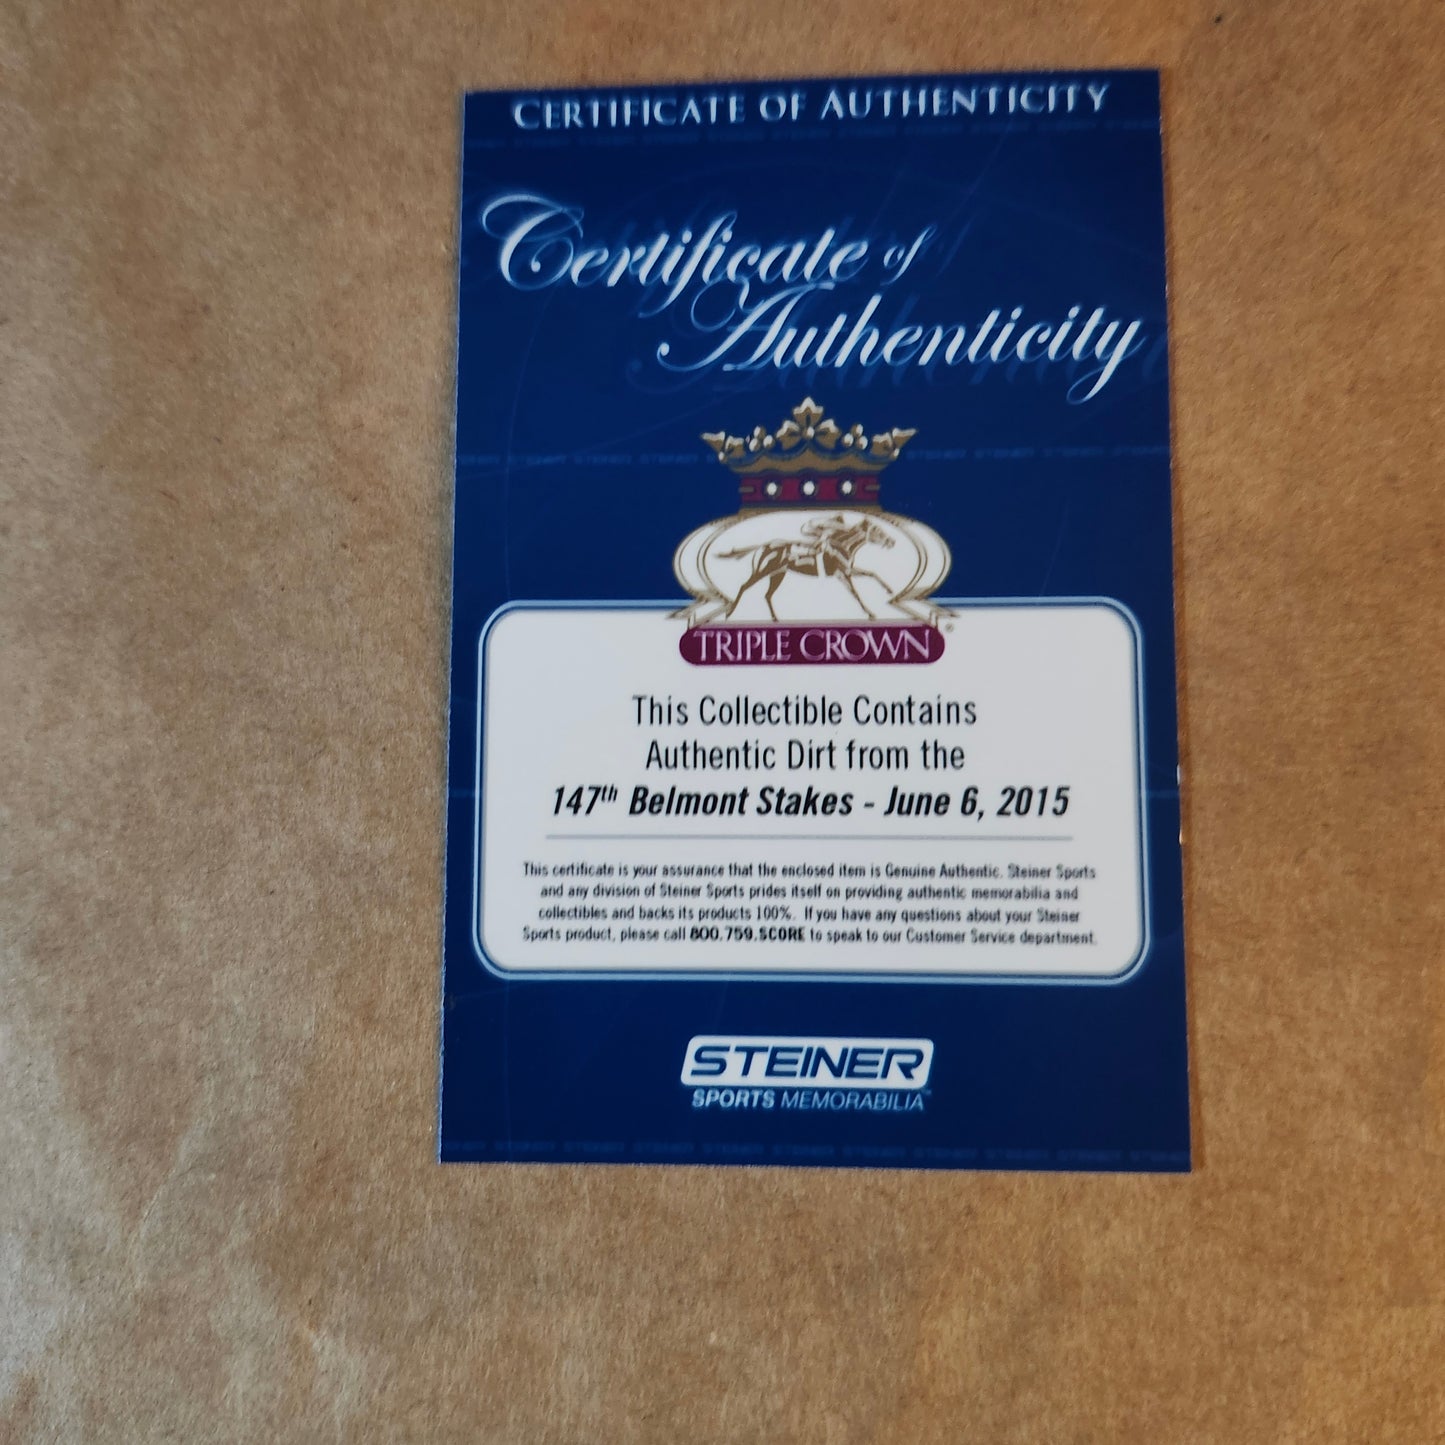 CERTIFICATE OF AUTHENTICITY
Certificate of
Authenticity
TRIPLE CROWN®
This Collectible Contains
Authentic Dirt from the
147th Belmont Stakes - June 6, 2015
This certificate is your assurance that the enclosed item is Genuine Authentic. Steiner Sports
and any division of Steiner Sports prides itself on providing authentic memorabilia and
collectibles and backs its products 100%. If you have any questions about your Steiner
Sports product, please call 800.759.SCORE to speak to our Customer Service department.
STEINER
SPORTS MEMORABILIA™